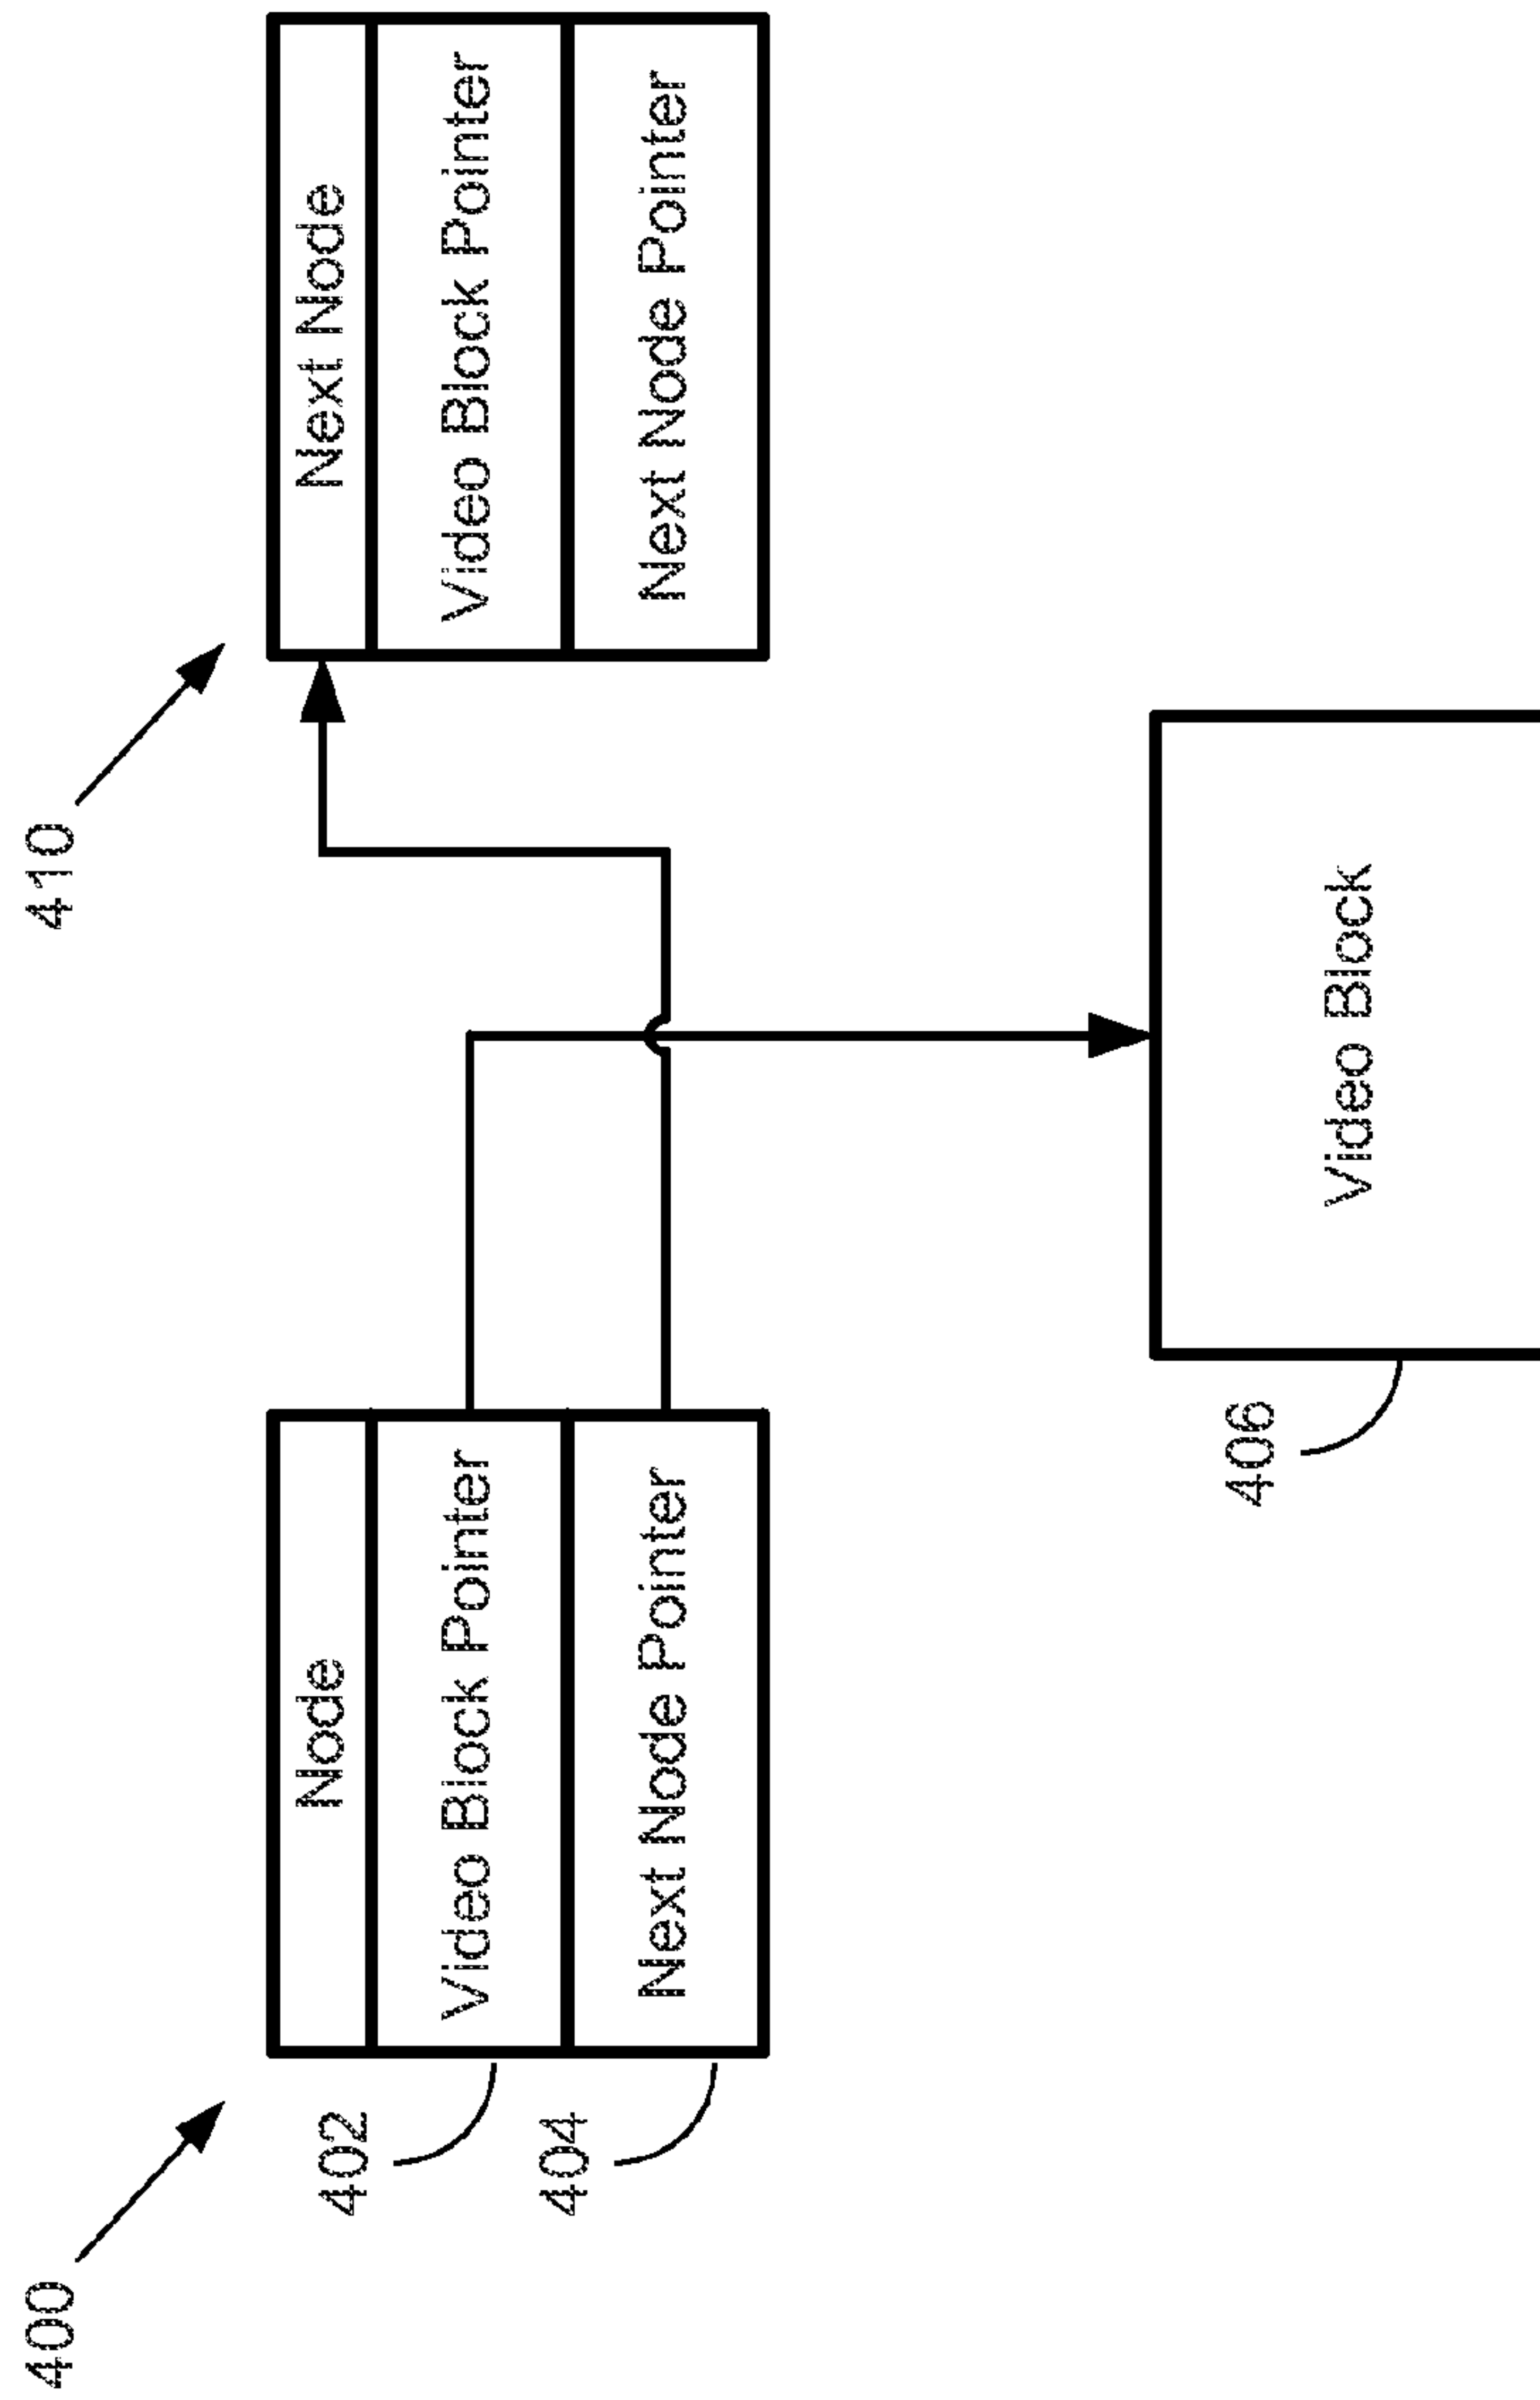 400
410
Node
Next Node
402
Video Block Pointer
Video Block Pointer
404
Next Node Pointer
Next Node Pointer
406
Video Block